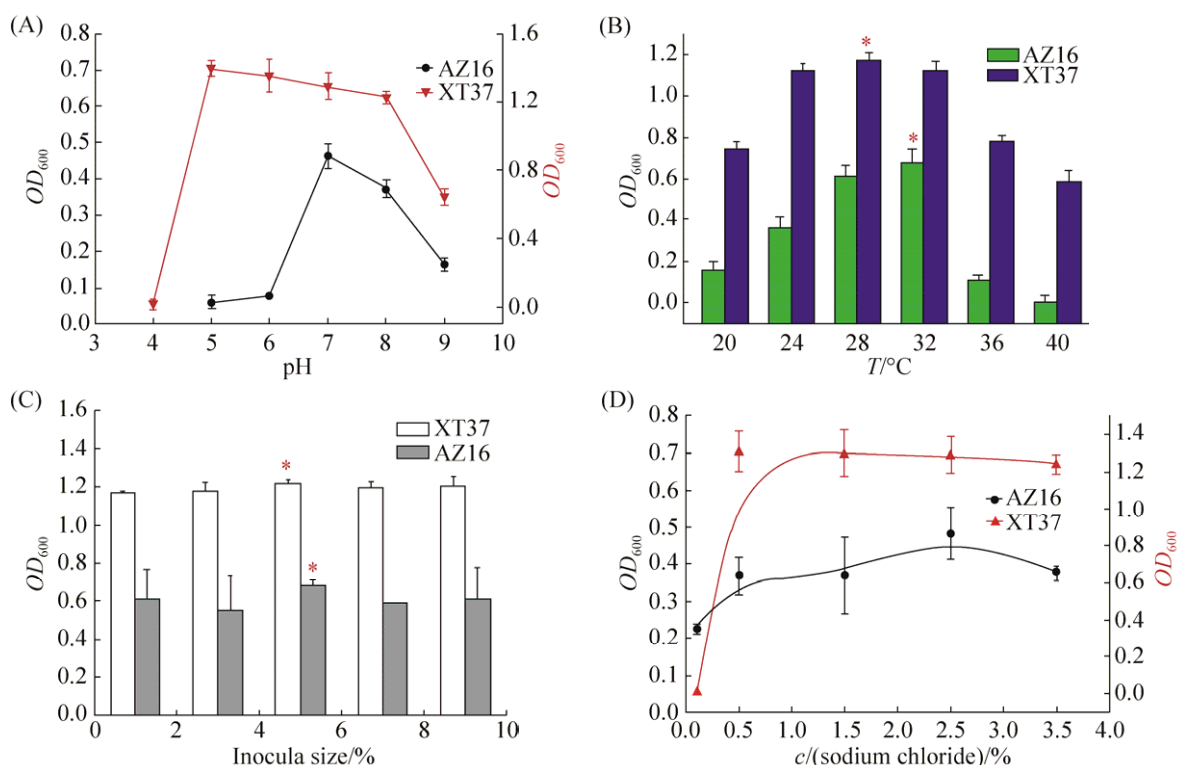 (A)
0.8
0.7
0.6
0.5
0.4
0.3
0.2
0.1
0.0
OD600
3 4 5 6 7 8 9 10
pH
1.6
1.2
0.8
0.4
0.0
OD600
AZ16
XT37
(B)
1.2
0.8
0.6
0.4
0.2
0.0
OD600
20 24 28 32 36 40
T/°C
*
*
AZ16
XT37
(C)
1.6
1.4
1.2
1.0
0.8
0.6
0.4
0.2
0.0
OD600
0 2 4 6 8 10
Inocula size/%
*
*
XT37
AZ16
(D)
0.8
0.7
0.6
0.5
0.4
0.3
0.2
0.1
0.0
OD600
0 0.5 1.0 1.5 2.0 2.5 3.0 3.5 4.0
c/(sodium chloride)/%
1.4
1.2
1.0
0.8
0.6
0.4
0.2
0.0
OD600
AZ16
XT37